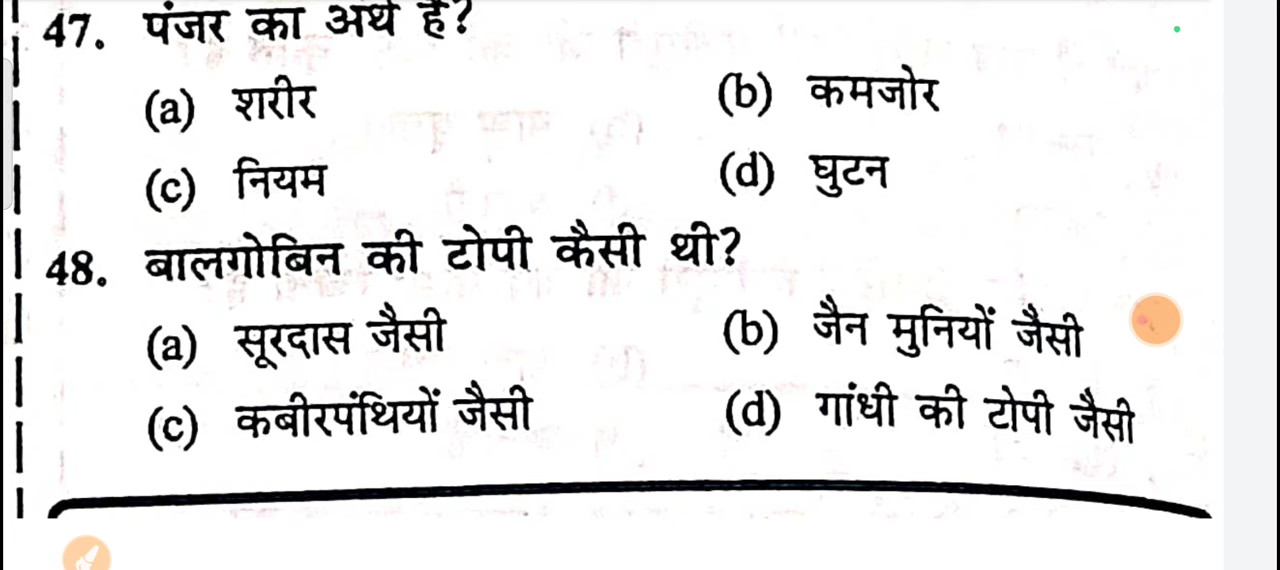 47. पंजर का अर्थ है?
(a) शरीर (b) कमजोर
(c) नियम (d) घुटन
48. बालगोबिन की टोपी कैसी थी?
(a) सूरदास जैसी (b) जैन मुनियों जैसी
(c) कबीरपंथियों जैसी (d) गांधी की टोपी जैसी